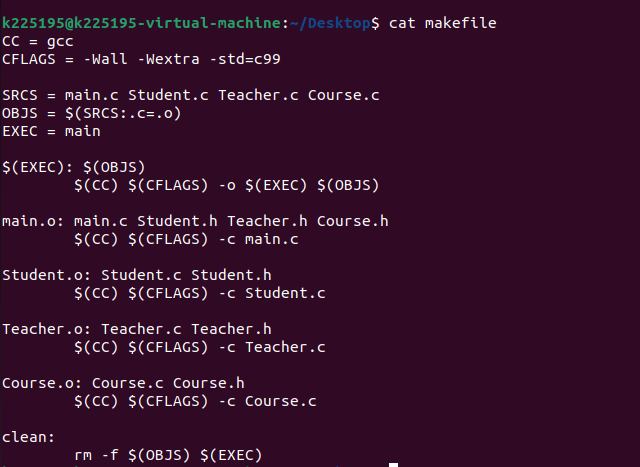 k225195@k225195-virtual-machine:~/Desktop$ cat makefile
CC = gcc
CFLAGS = -Wall -Wextra -std=c99
SRCS = main.c Student.c Teacher.c Course.c
OBJS = $(SRCS:.c=.o)
EXEC = main
$(EXEC): $(OBJS)
$(CC) $(CFLAGS) -o $(EXEC) $(OBJS)
main.o: main.c Student.h Teacher.h Course.h
$(CC) $(CFLAGS) -c main.c
Student.o: Student.c Student.h
$(CC) $(CFLAGS) -c Student.c
Teacher.o: Teacher.c Teacher.h
$(CC) $(CFLAGS) -c Teacher.c
Course.o: Course.c Course.h
$(CC) $(CFLAGS) -c Course.c
clean:
rm -f $(OBJS) $(EXEC)